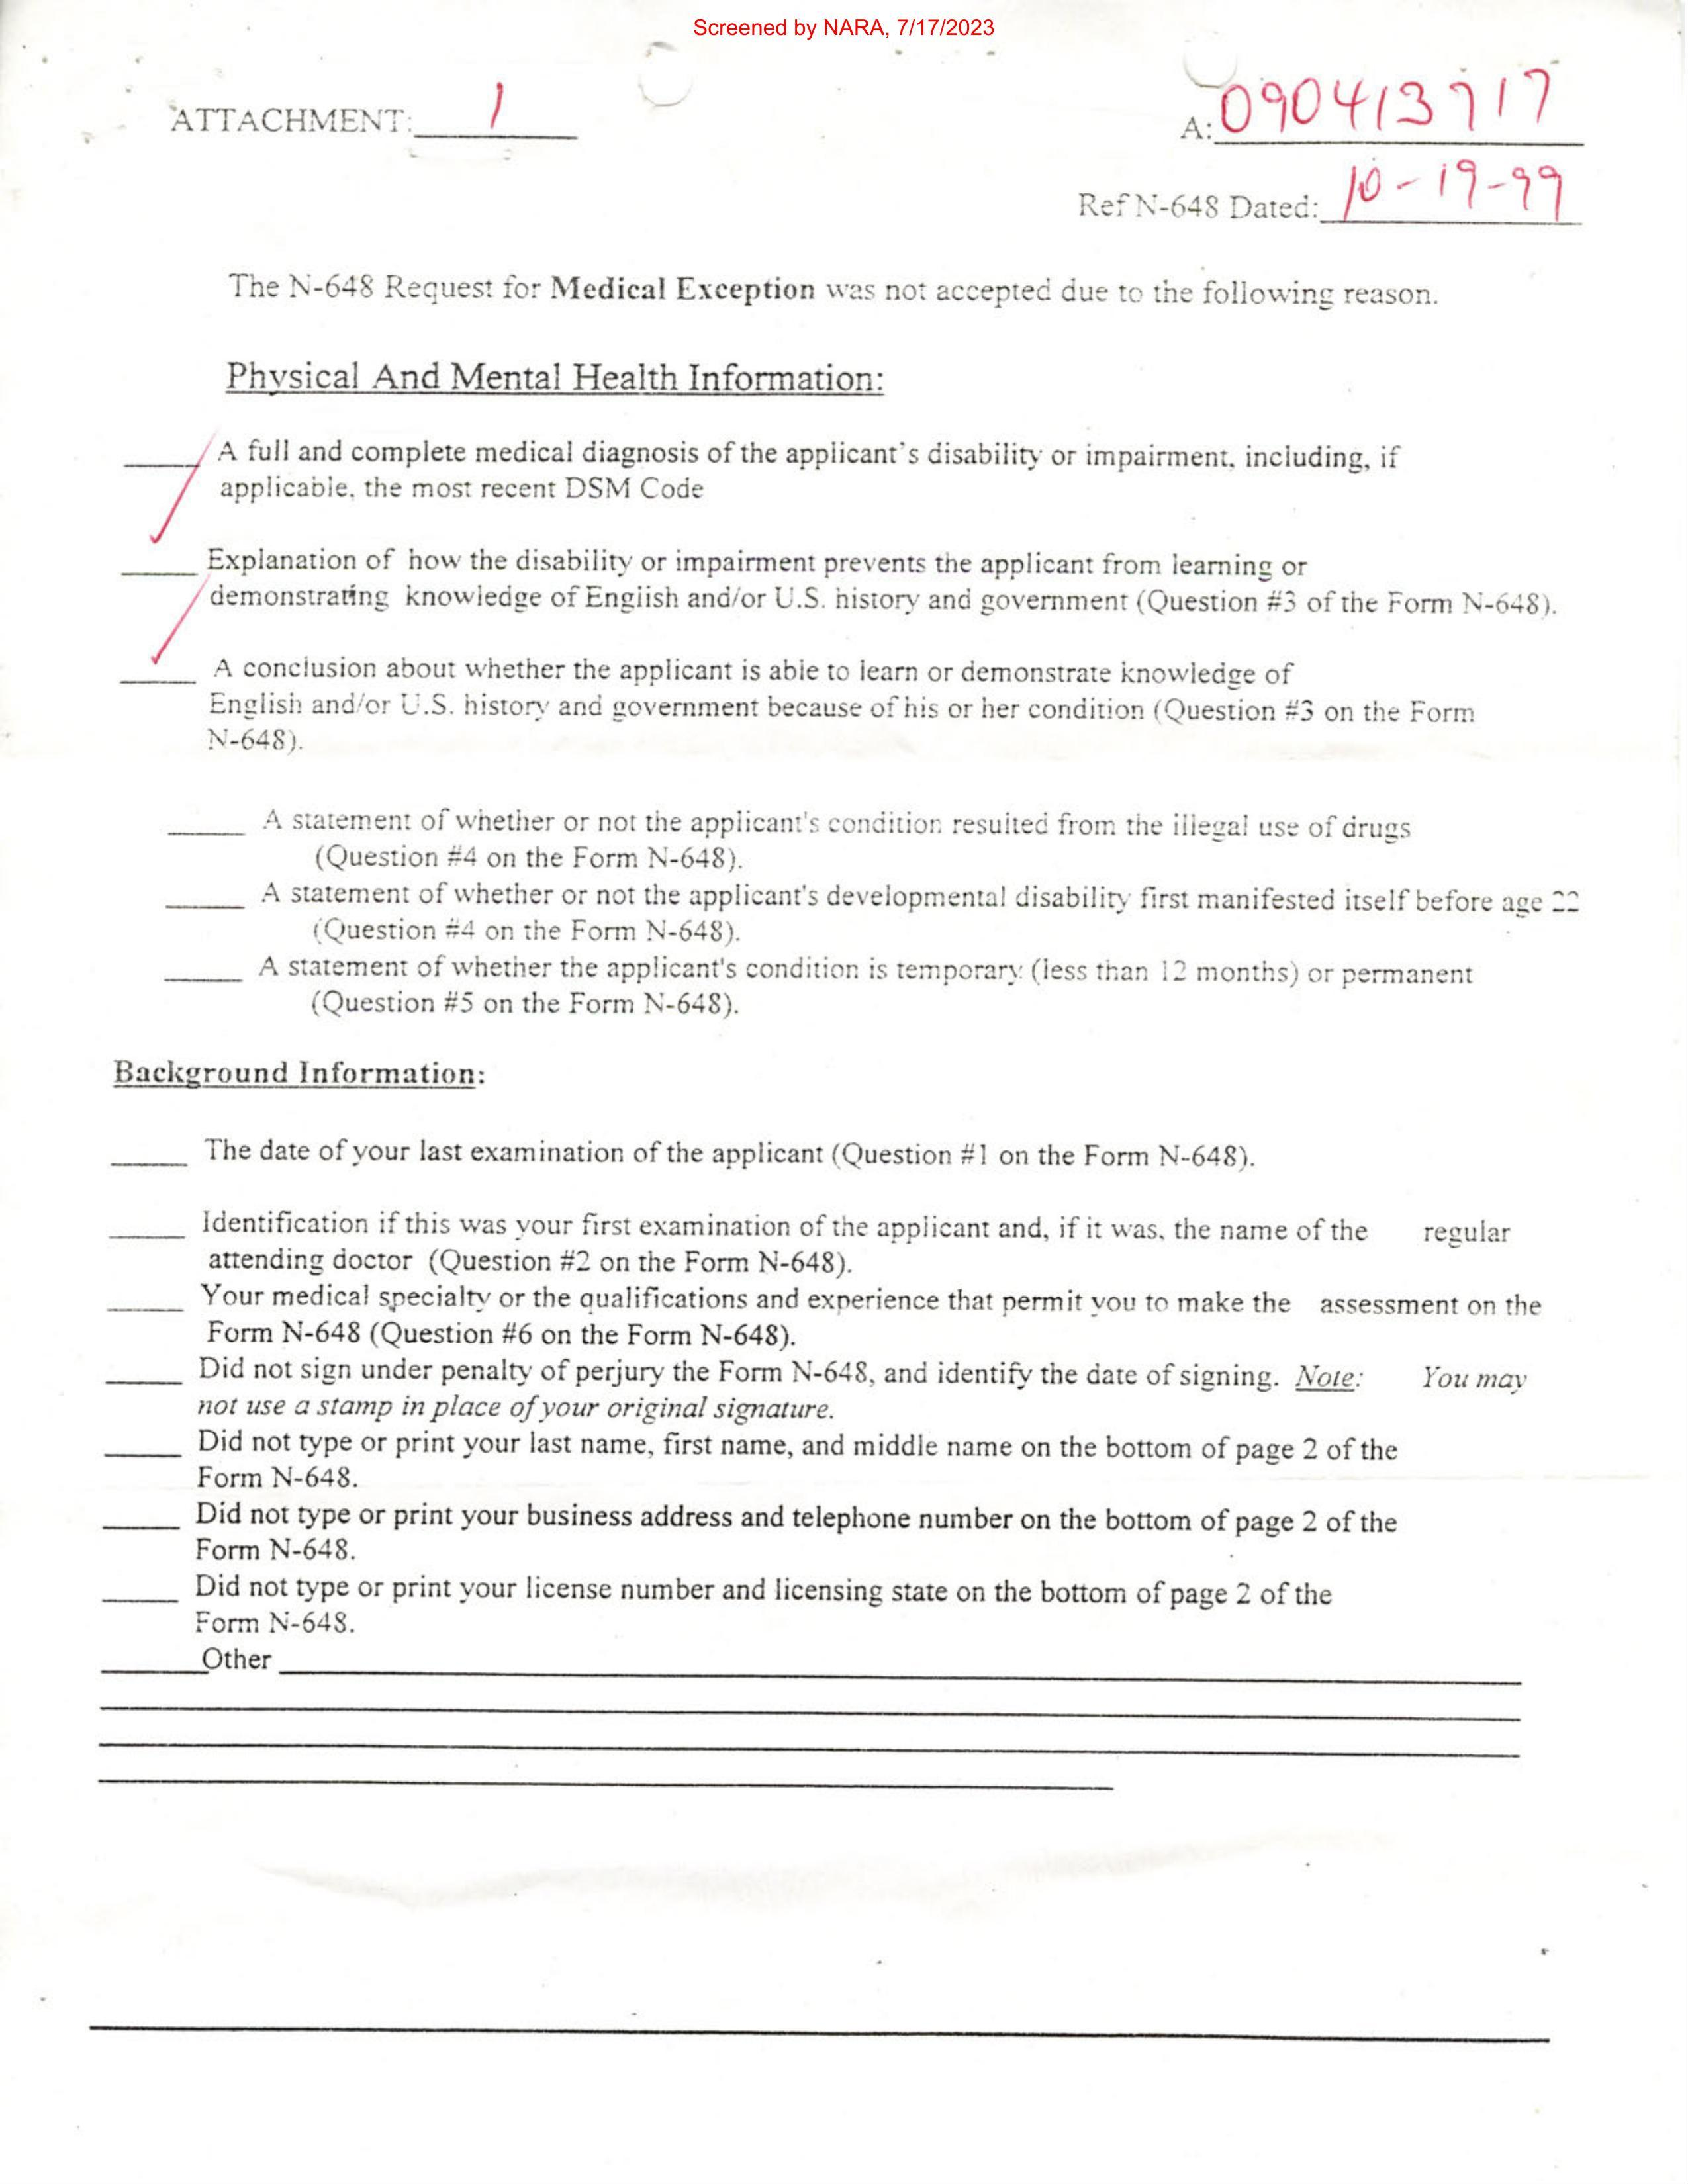 Screened by NARA, 7/17/2023
ATTACHMENT: 1
A: 090413717
Ref N-648 Dated: 10-19-99
The N-648 Request for Medical Exception was not accepted due to the following reason.
Physical And Mental Health Information:
A full and complete medical diagnosis of the applicant's disability or impairment, including, if
applicable, the most recent DSM Code
Explanation of how the disability or impairment prevents the applicant from learning or
demonstrating knowledge of English and/or U.S. history and government (Question #3 of the Form N-648).
A conclusion about whether the applicant is able to learn or demonstrate knowledge of
English and/or U.S. history and government because of his or her condition (Question #3 on the Form
N-648).
A statement of whether or not the applicant's condition resulted from the illegal use of drugs
(Question #4 on the Form N-648).
A statement of whether or not the applicant's developmental disability first manifested itself before age 22
(Question #4 on the Form N-648).
A statement of whether the applicant's condition is temporary (less than 12 months) or permanent
(Question #5 on the Form N-648).
Background Information:
The date of your last examination of the applicant (Question #1 on the Form N-648).
Identification if this was your first examination of the applicant and, if it was, the name of the regular
attending doctor (Question #2 on the Form N-648).
Your medical specialty or the qualifications and experience that permit you to make the assessment on the
Form N-648 (Question #6 on the Form N-648).
Did not sign under penalty of perjury the Form N-648, and identify the date of signing. Note: You may
not use a stamp in place of your original signature.
Did not type or print your last name, first name, and middle name on the bottom of page 2 of the
Form N-648.
Did not type or print your business address and telephone number on the bottom of page 2 of the
Form N-648.
Did not type or print your license number and licensing state on the bottom of page 2 of the
Form N-648.
Other